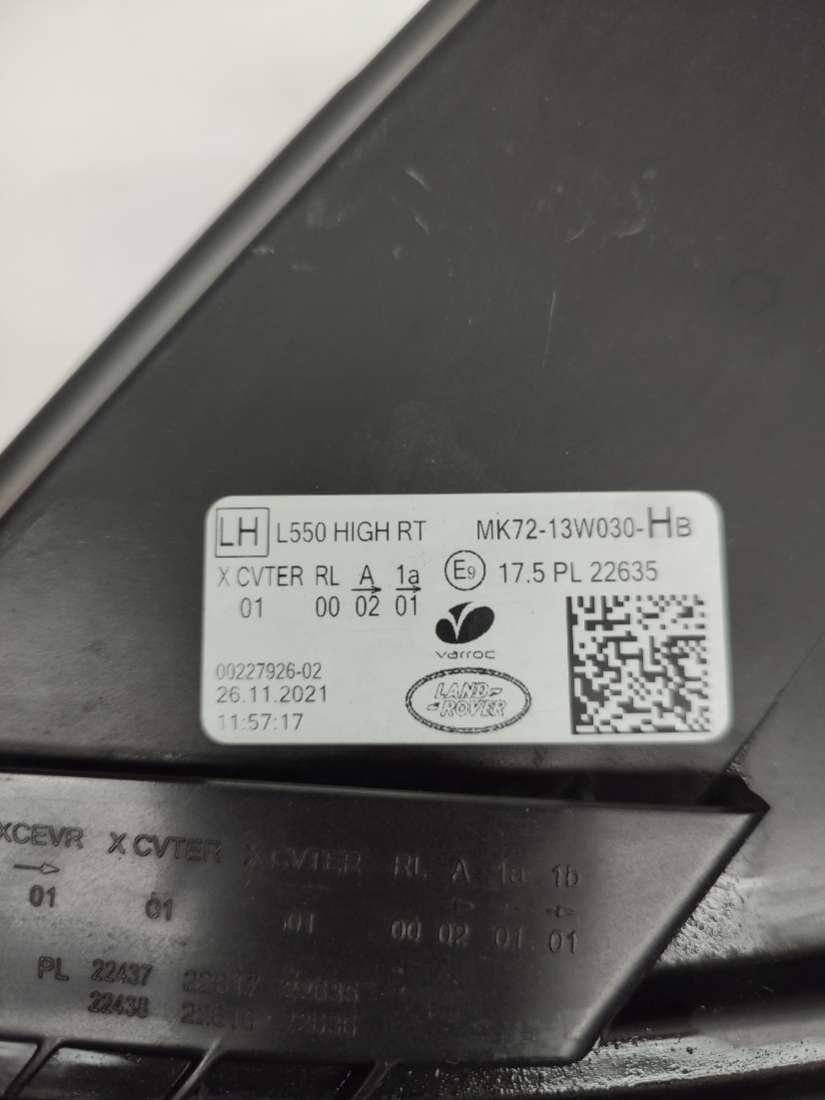 LH L550 HIGH RT MK72-13W030-HB
X CVTER RL A 1a E9 17.5 PL 22635
01 00 02 01
varroc
00227926-02
26.11.2021
LAND-
-ROVER
11:57:17
XCEVR X CVTER X CVTER RL A 1a 1b
01 01 01 00 02 01 01
PL 22437 22635
22438 22636